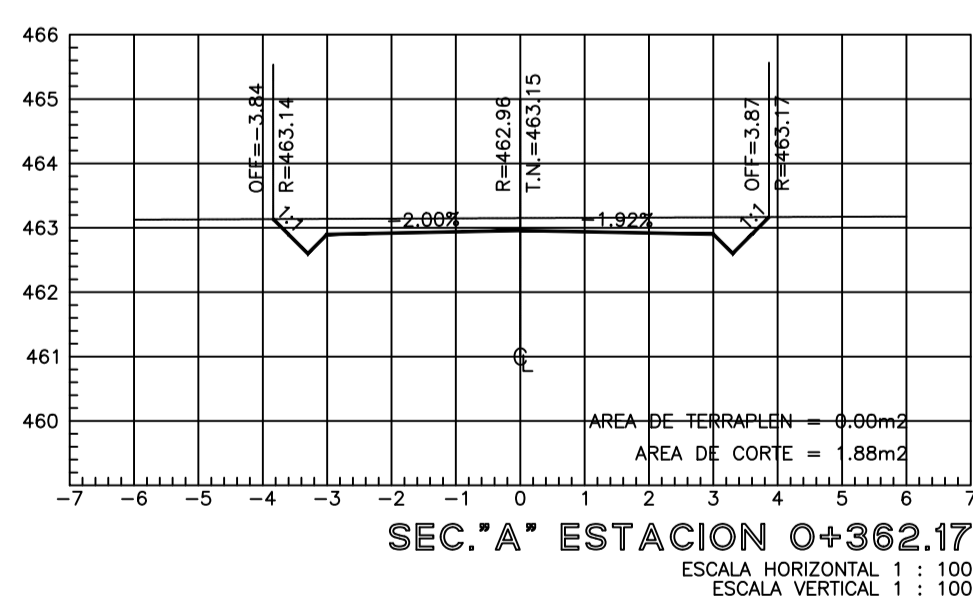 466
465
464
463
462
461
460
OFF=-3.84
R=463.14
R=462.96
T.N.=463.15
OFF=3.87
R=463.17
1:1
-2.00%
-1.92%
1:1
CL
AREA DE TERRAPLEN = 0.00m2
AREA DE CORTE = 1.88m2
-7 -6 -5 -4 -3 -2 -1 0 1 2 3 4 5 6 7
SEC."A" ESTACION 0+362.17
ESCALA HORIZONTAL 1 : 100
ESCALA VERTICAL 1 : 100